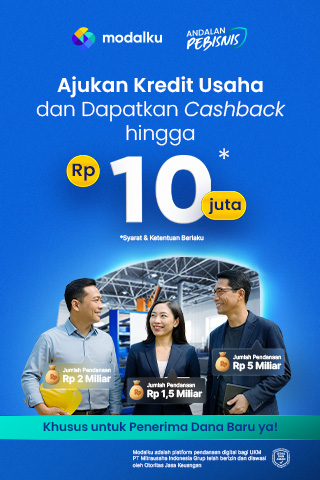 modalku
ANDALAN
PEBISNIS
Ajukan Kredit Usaha
dan Dapatkan Cashback
hingga
Rp 10 juta*
*Syarat & Ketentuan Berlaku
Jumlah Pendanaan
Rp 2 Miliar
Jumlah Pendanaan
Rp 1,5 Miliar
Jumlah Pendanaan
Rp 5 Miliar
Khusus untuk Penerima Dana Baru ya!
Modalku adalah platform pendanaan digital bagi UKM
PT Mitrausaha Indonesia Grup telah berizin dan diawasi
oleh Otoritas Jasa Keuangan